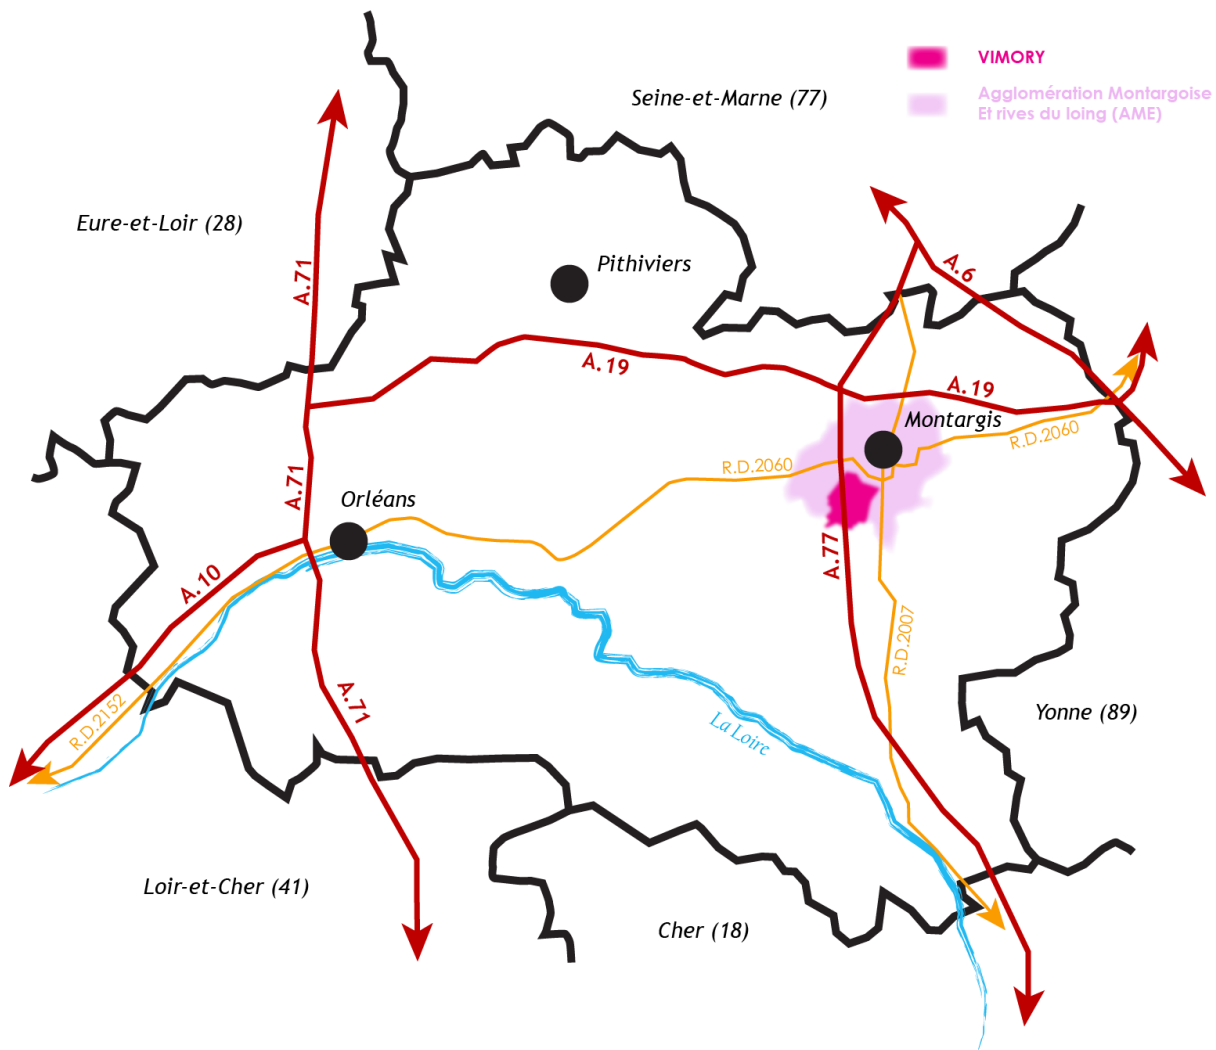 VIMORY
Agglomération Montargoise
Et rives du loing (AME)
Seine-et-Marne (77)
Eure-et-Loir (28)
Pithiviers
A.6
A.71
A.19
A.19
Montargis
R.D.2060
R.D.2060
A.71
Orléans
A.77
A.10
R.D.2007
A.71
R.D.2152
La Loire
Yonne (89)
Loir-et-Cher (41)
Cher (18)